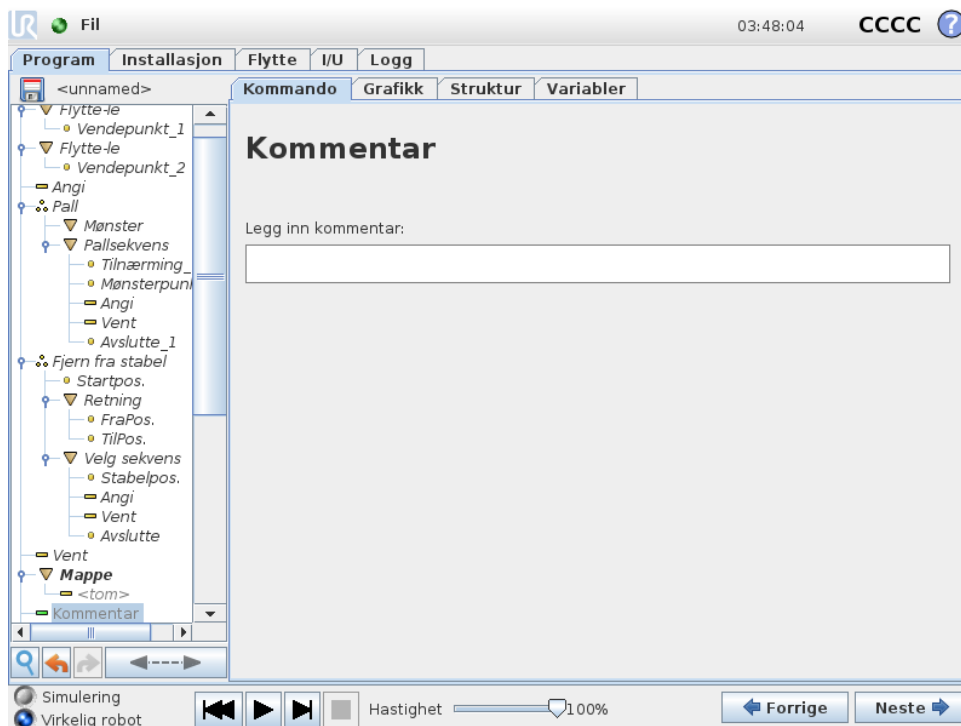 UR Fil 03:48:04 CCCC ?
Program Installasjon Flytte I/U Logg
<unnamed>
Kommando Grafikk Struktur Variabler
Flytte-le
Vendepunkt_1
Flytte-le
Vendepunkt_2
Angi
Pall
Mønster
Pallsekvens
Tilnærming_
Mønsterpunl
Angi
Vent
Avslutte_1
Fjern fra stabel
Startpos.
Retning
FraPos.
TilPos.
Velg sekvens
Stabelpos.
Angi
Vent
Avslutte
Vent
Mappe
<tom>
Kommentar
Kommentar
Legg inn kommentar:
Simulering
Virkelig robot
Hastighet 100%
Forrige
Neste